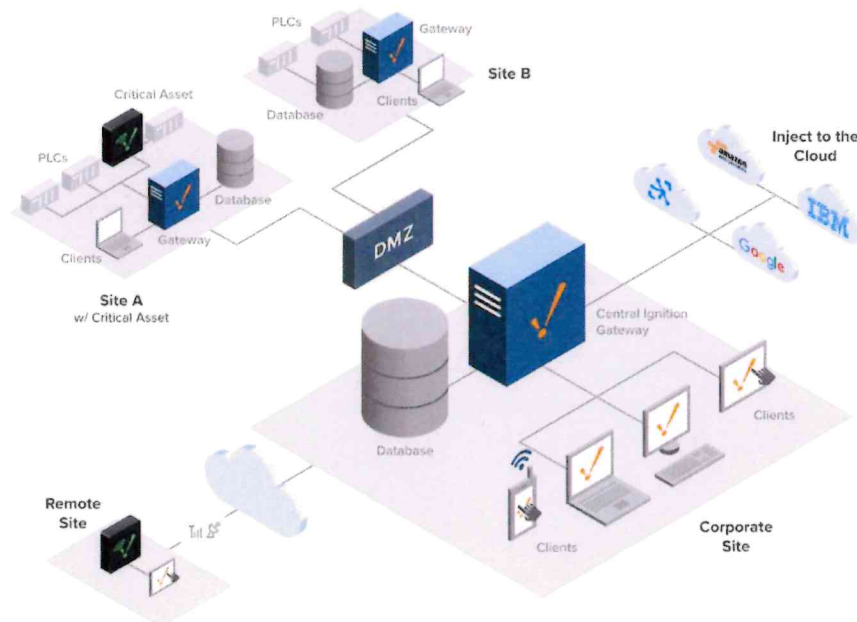 PLCs
Gateway
Site B
Database
Clients
Critical Asset
PLCs
Database
Gateway
Clients
Site A
w/ Critical Asset
DMZ
Inject to the
Cloud
amazon
IBM
Google
Central Ignition
Gateway
Database
Clients
Clients
Corporate
Site
Remote
Site